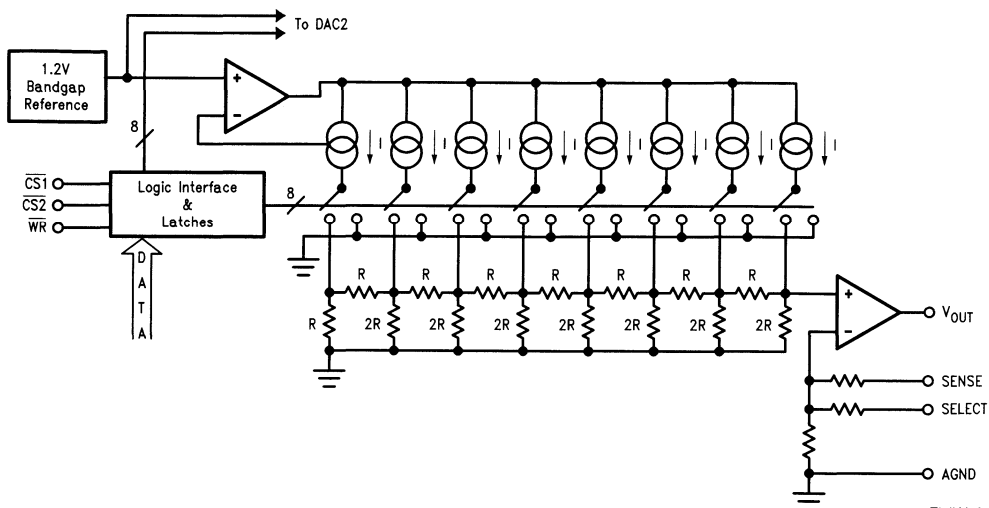 To DAC2
1.2V
Bandgap
Reference
+
−
8
I I I I I I I I
CS1
CS2
WR
Logic Interface
&
Latches
8
DATA
R R R R R R R
R 2R 2R 2R 2R 2R 2R 2R
+
−
VOUT
SENSE
SELECT
AGND